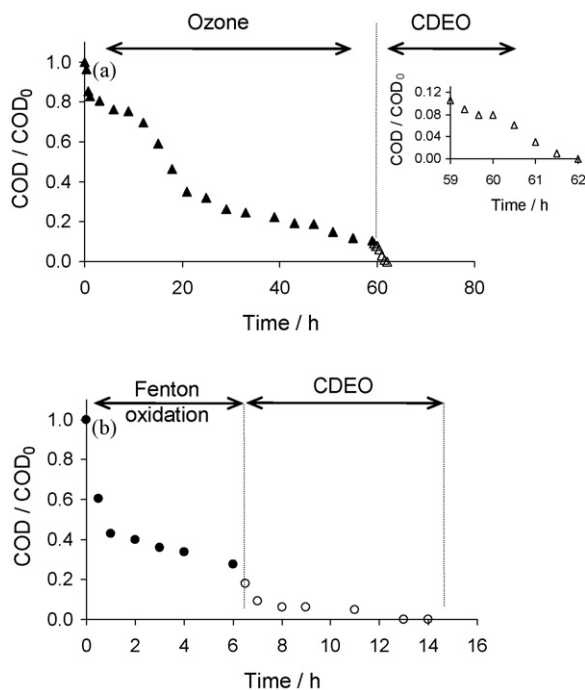 Ozone
CDEO
(a)
1.0
0.8
0.6
0.4
0.2
0.0
COD / COD₀
0
20
40
60
80
Time / h
0.12
0.08
0.04
0.00
COD / COD₀
59
60
61
62
Time / h
Fenton
oxidation
CDEO
(b)
1.0
0.8
0.6
0.4
0.2
0.0
COD / COD₀
0
2
4
6
8
10
12
14
16
Time / h